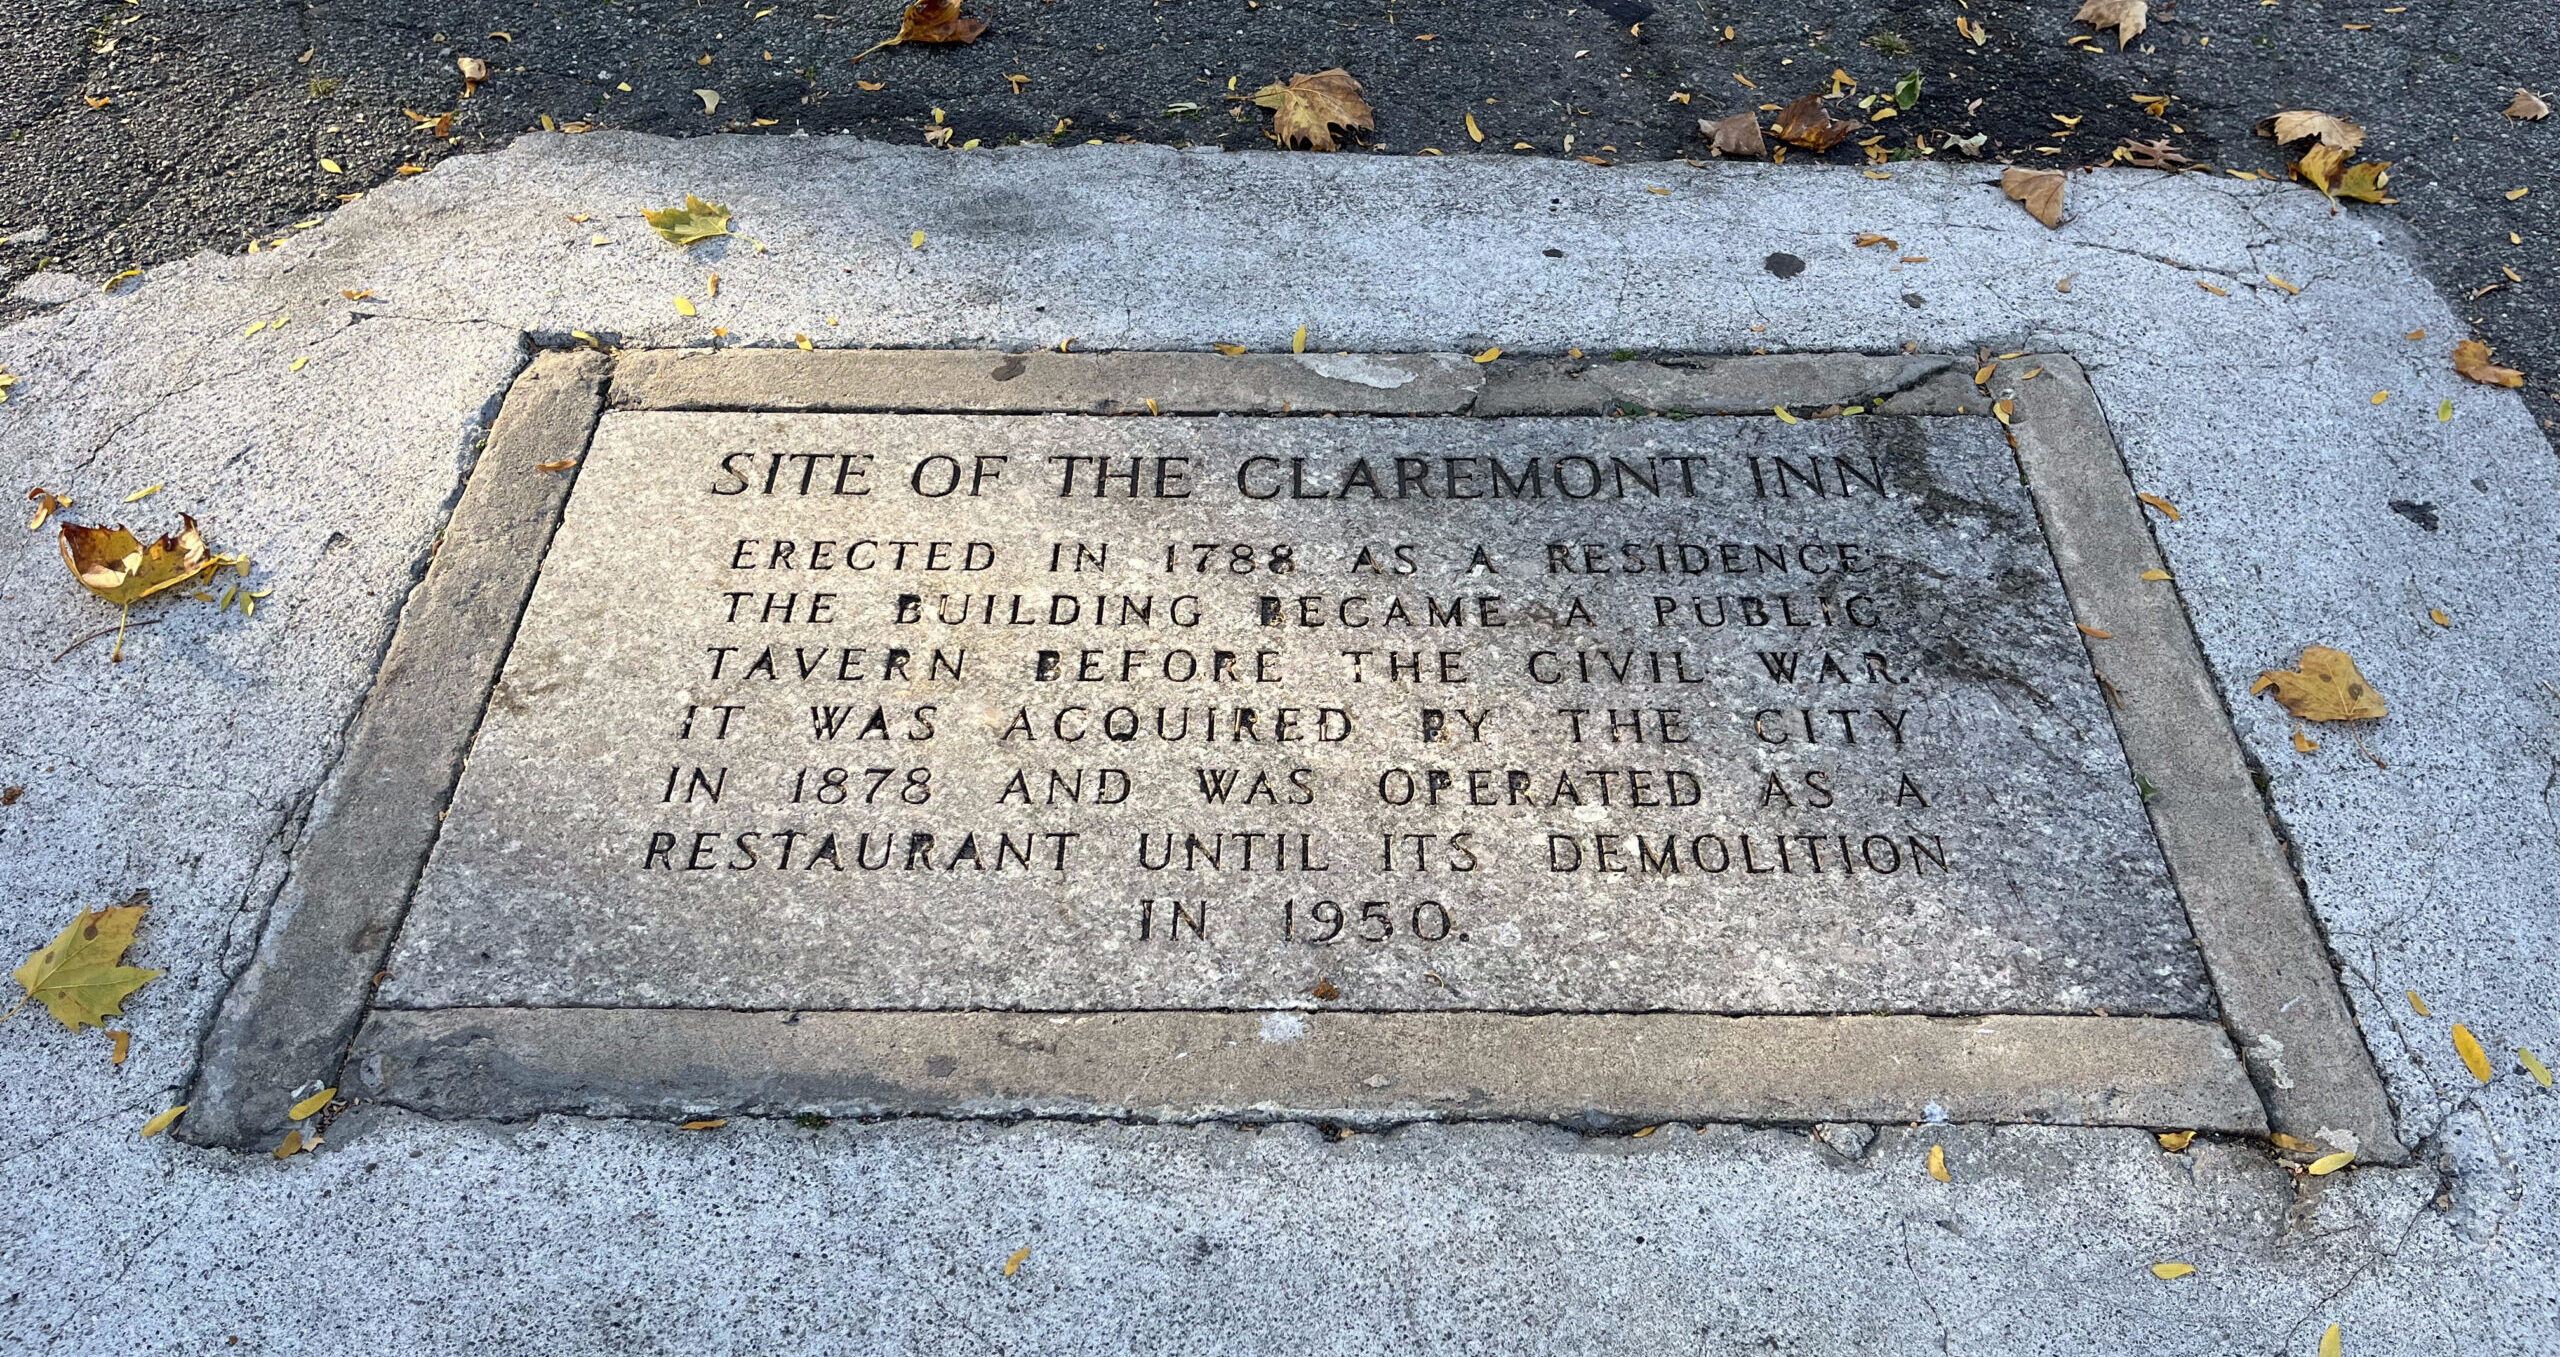 SITE OF THE CLAREMONT INN
ERECTED IN 1788 AS A RESIDENCE
THE BUILDING BECAME A PUBLIC
TAVERN BEFORE THE CIVIL WAR.
IT WAS ACQUIRED BY THE CITY
IN 1878 AND WAS OPERATED AS A
RESTAURANT UNTIL ITS DEMOLITION
IN 1950.